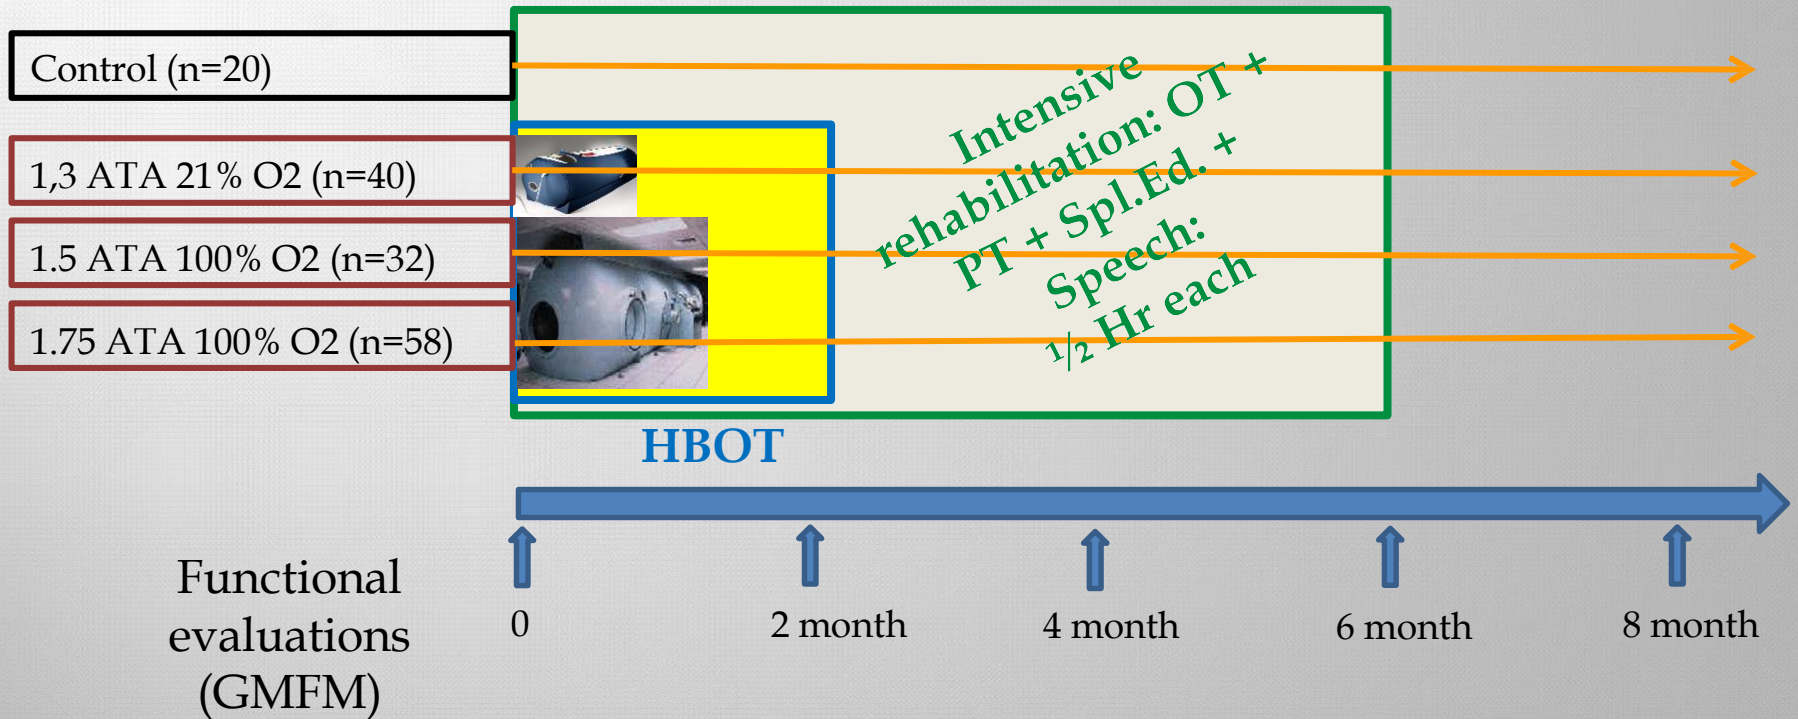 Control (n=20)
1,3 ATA 21% O2 (n=40)
1.5 ATA 100% O2 (n=32)
1.75 ATA 100% O2 (n=58)
Intensive
rehabilitation: OT +
PT + Spl.Ed. +
Speech:
½ Hr each
HBOT
Functional
evaluations
(GMFM)
0
2 month
4 month
6 month
8 month